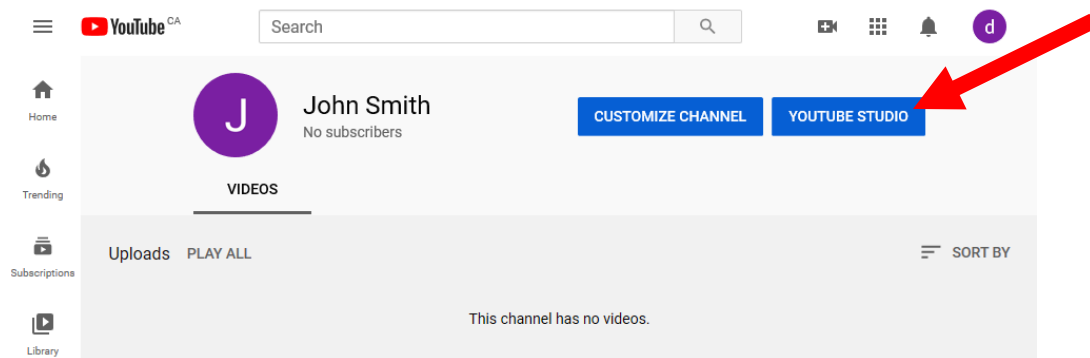 YouTube CA
Search
d
Home
J
John Smith
No subscribers
CUSTOMIZE CHANNEL
YOUTUBE STUDIO
Trending
VIDEOS
Subscriptions
Uploads PLAY ALL
SORT BY
This channel has no videos.
Library